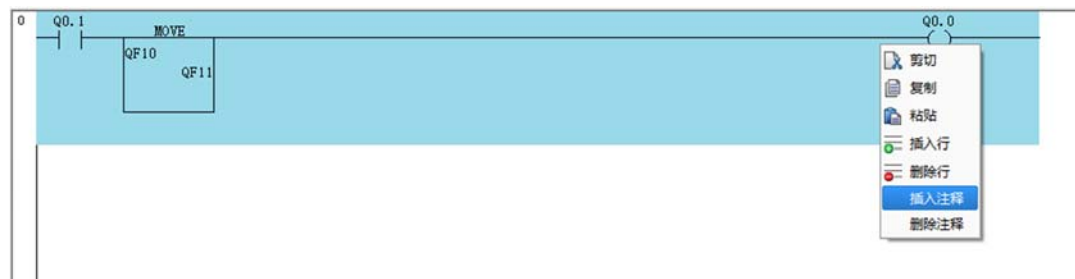 0 Q0.1 Q0.0
MOVE
QF10
QF11
剪切
复制
粘贴
插入行
删除行
插入注释
删除注释